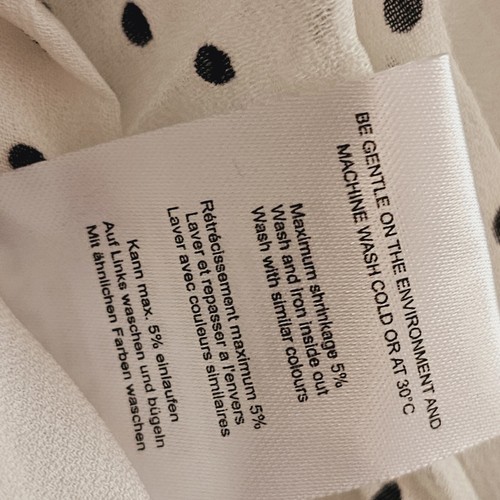 BE GENTLE ON THE ENVIRONMENT AND
MACHINE WASH COLD OR AT 30°C
Maximum shrinkage 5%
Wash and iron inside out
Wash with similar colours
Rétrécissement maximum 5%
Laver et repasser a l'envers
Laver avec couleurs similaires
Kann max. 5% einlaufen
Auf Links waschen und bügeln
Mit ähnlichen Farben waschen